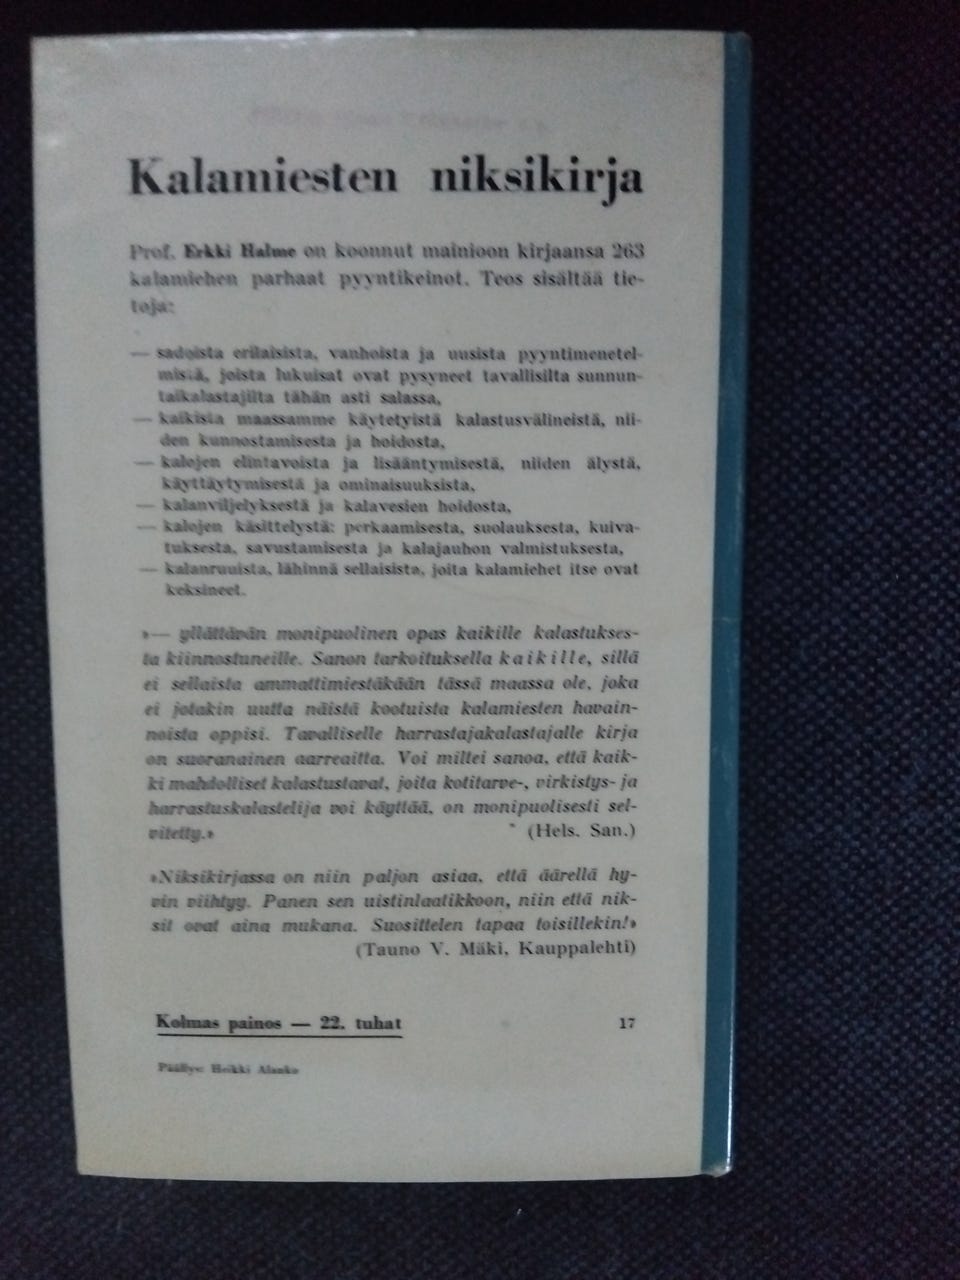 Kalamiesten niksikirja
Prof. Erkki Halme on koonnut mainioon kirjaansa 263
kalamiehen parhaat pyyntikeinot. Teos sisältää tie-
toja:
— sadoista erilaisista, vanhoista ja uusista pyyntimenetel-
mistä, joista lukuisat ovat pysyneet tavallisilta sunnun-
taikalastajilta tähän asti salassa,
— kaikista maassamme käytetyistä kalastusvälineistä, nii-
den kunnostamisesta ja hoidosta,
— kalojen elintavoista ja lisääntymisestä, niiden älystä,
käyttäytymisestä ja ominaisuuksista,
— kalanviljelyksestä ja kalavesien hoidosta,
— kalojen käsittelystä: perkaamisesta, suolauksesta, kuiva-
tuksesta, savustamisesta ja kalajauhon valmistuksesta,
— kalanruuista, lähinnä sellaisista, joita kalamiehet itse ovat
keksineet.
»— yllättävän monipuolinen opas kaikille kalastukses-
ta kiinnostuneille. Sanon tarkoituksella kaikille, sillä
ei sellaista ammattimiestäkään tässä maassa ole, joka
ei jotakin uutta näistä kootuista kalamiesten havain-
noista oppisi. Tavalliselle harrastajakalastajalle kirja
on suoranainen aarreaitta. Voi miltei sanoa, että kaik-
ki mahdolliset kalastustavat, joita kotitarve-, virkistys- ja
harrastuskalastelija voi käyttää, on monipuolisesti sel-
vitetty.» (Hels. San.)
»Niksikirjassa on niin paljon asiaa, että äärellä hy-
vin viihtyy. Panen sen uistinlaatikkoon, niin että nik-
sit ovat aina mukana. Suosittelen tapaa toisillekin!»
(Tauno V. Mäki, Kauppalehti)
Kolmas painos — 22. tuhat 17
Päällys: Heikki Alanko